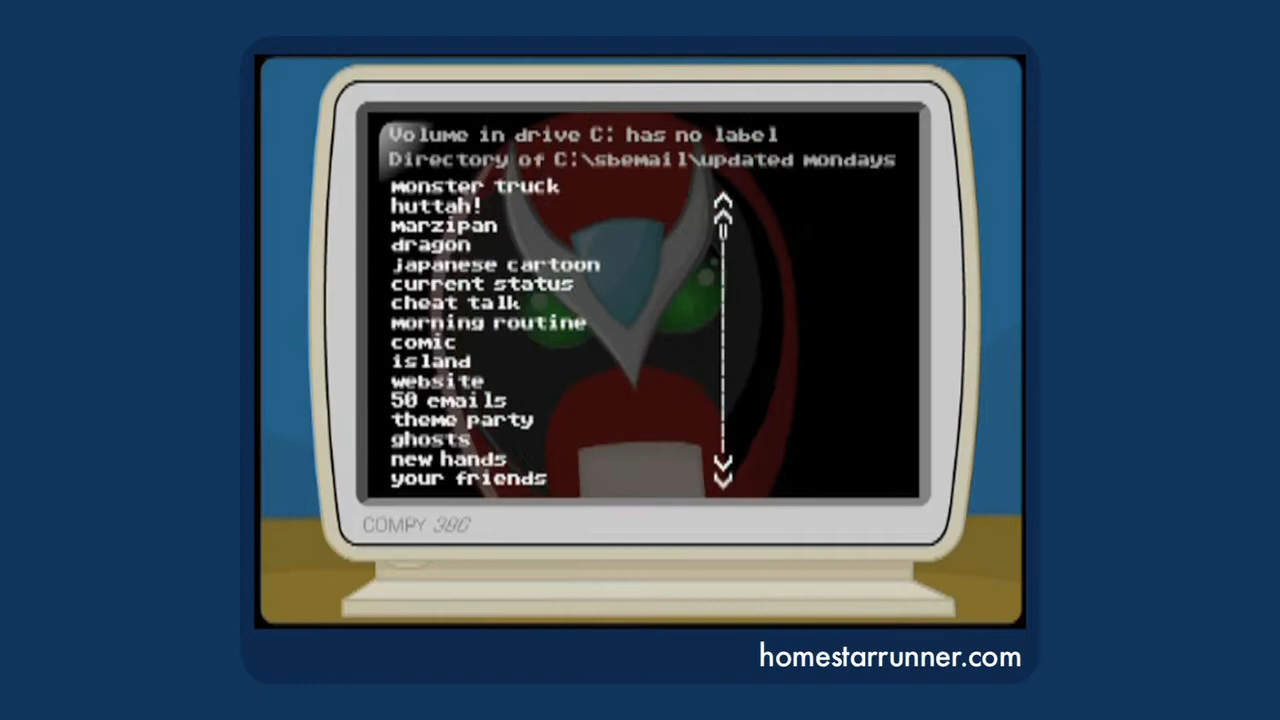 Volume in drive C: has no label
Directory of C:\sbemail\updated mondays
monster truck
huttah!
marzipan
dragon
japanese cartoon
current status
cheat talk
morning routine
comic
island
website
50 emails
theme party
ghosts
new hands
your friends
COMPY 386
homestarrunner.com